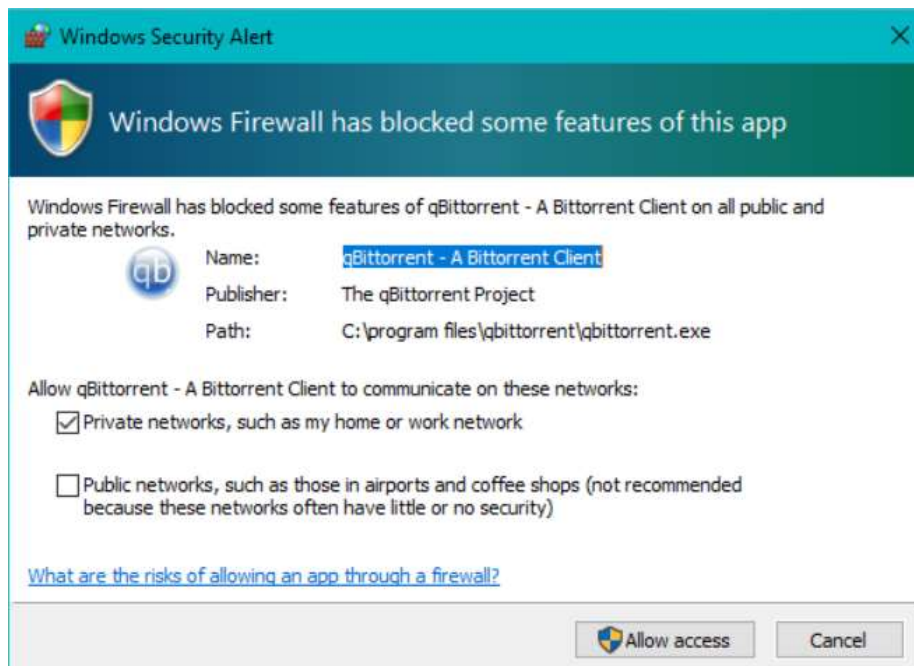 Windows Security Alert
Windows Firewall has blocked some features of this app
Windows Firewall has blocked some features of qBittorrent - A Bittorrent Client on all public and
private networks.
qb
Name: qBittorrent - A Bittorrent Client
Publisher: The qBittorrent Project
Path: C:\program files\qbittorrent\qbittorrent.exe
Allow qBittorrent - A Bittorrent Client to communicate on these networks:
Private networks, such as my home or work network
Public networks, such as those in airports and coffee shops (not recommended
because these networks often have little or no security)
What are the risks of allowing an app through a firewall?
Allow access Cancel